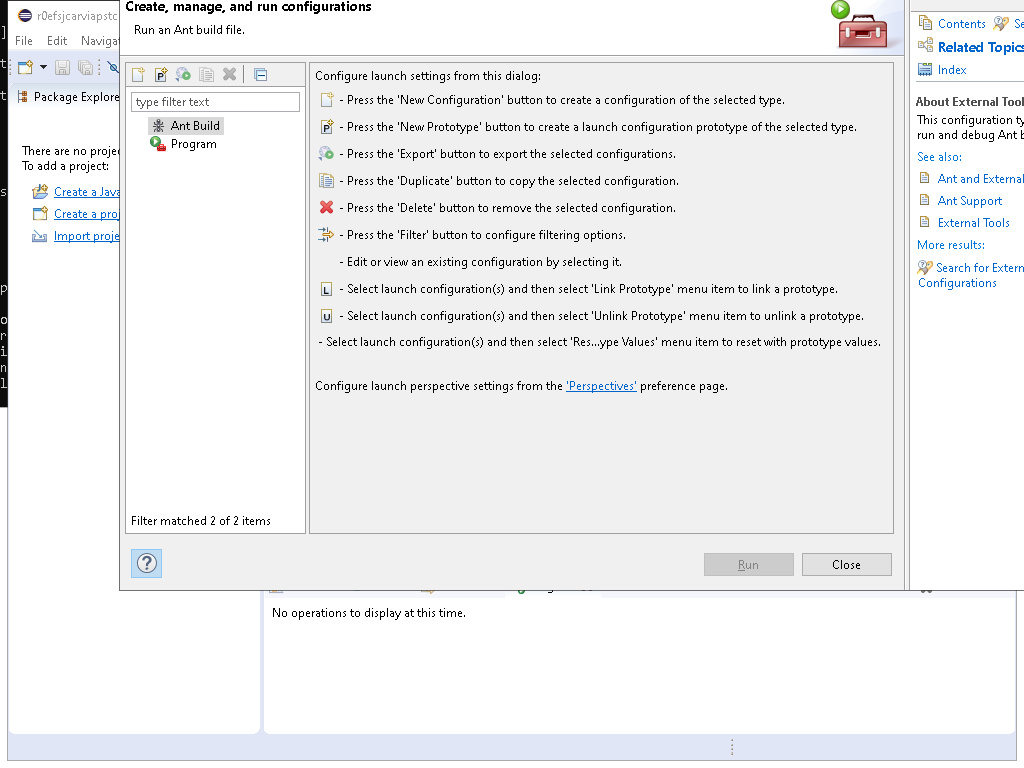 Create, manage, and run configurations
Run an Ant build file.
r0efsjcarviapstc
File Edit Navigat
Package Explore
There are no projec
To add a project:
Create a Java
Create a proj
Import proje
type filter text
Ant Build
Program
Filter matched 2 of 2 items
Configure launch settings from this dialog:
- Press the 'New Configuration' button to create a configuration of the selected type.
P - Press the 'New Prototype' button to create a launch configuration prototype of the selected type.
- Press the 'Export' button to export the selected configurations.
- Press the 'Duplicate' button to copy the selected configuration.
- Press the 'Delete' button to remove the selected configuration.
- Press the 'Filter' button to configure filtering options.
- Edit or view an existing configuration by selecting it.
L - Select launch configuration(s) and then select 'Link Prototype' menu item to link a prototype.
U - Select launch configuration(s) and then select 'Unlink Prototype' menu item to unlink a prototype.
- Select launch configuration(s) and then select 'Res...ype Values' menu item to reset with prototype values.
Configure launch perspective settings from the 'Perspectives' preference page.
? Run Close
Contents Se
Related Topics
Index
About External Tool
This configuration ty
run and debug Ant b
See also:
Ant and External
Ant Support
External Tools
More results:
Search for Extern
Configurations
No operations to display at this time.